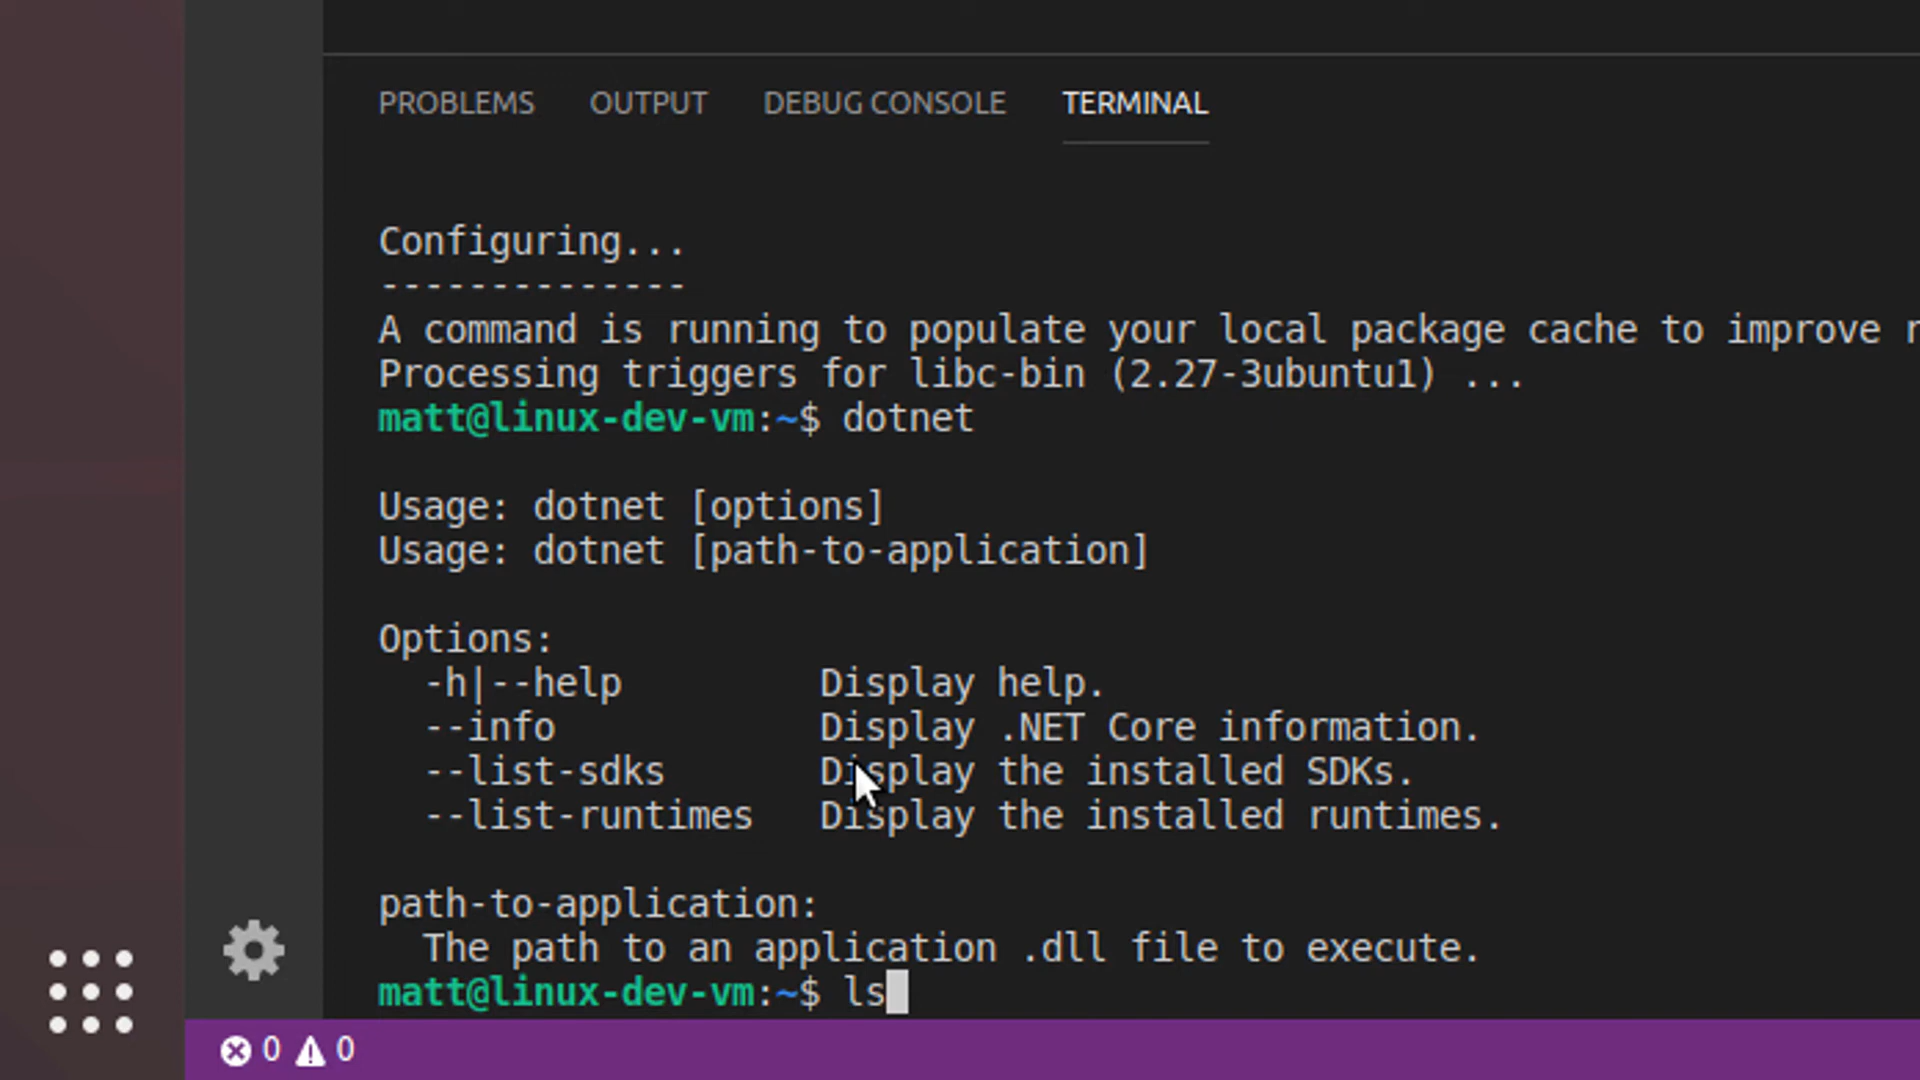 PROBLEMS OUTPUT DEBUG CONSOLE TERMINAL
Configuring...
--------------
A command is running to populate your local package cache to improve
Processing triggers for libc-bin (2.27-3ubuntu1) ...
matt@linux-dev-vm:~$ dotnet
Usage: dotnet [options]
Usage: dotnet [path-to-application]
Options:
-h|--help Display help.
--info Display .NET Core information.
--list-sdks Display the installed SDKs.
--list-runtimes Display the installed runtimes.
path-to-application:
The path to an application .dll file to execute.
matt@linux-dev-vm:~$ ls
0 0